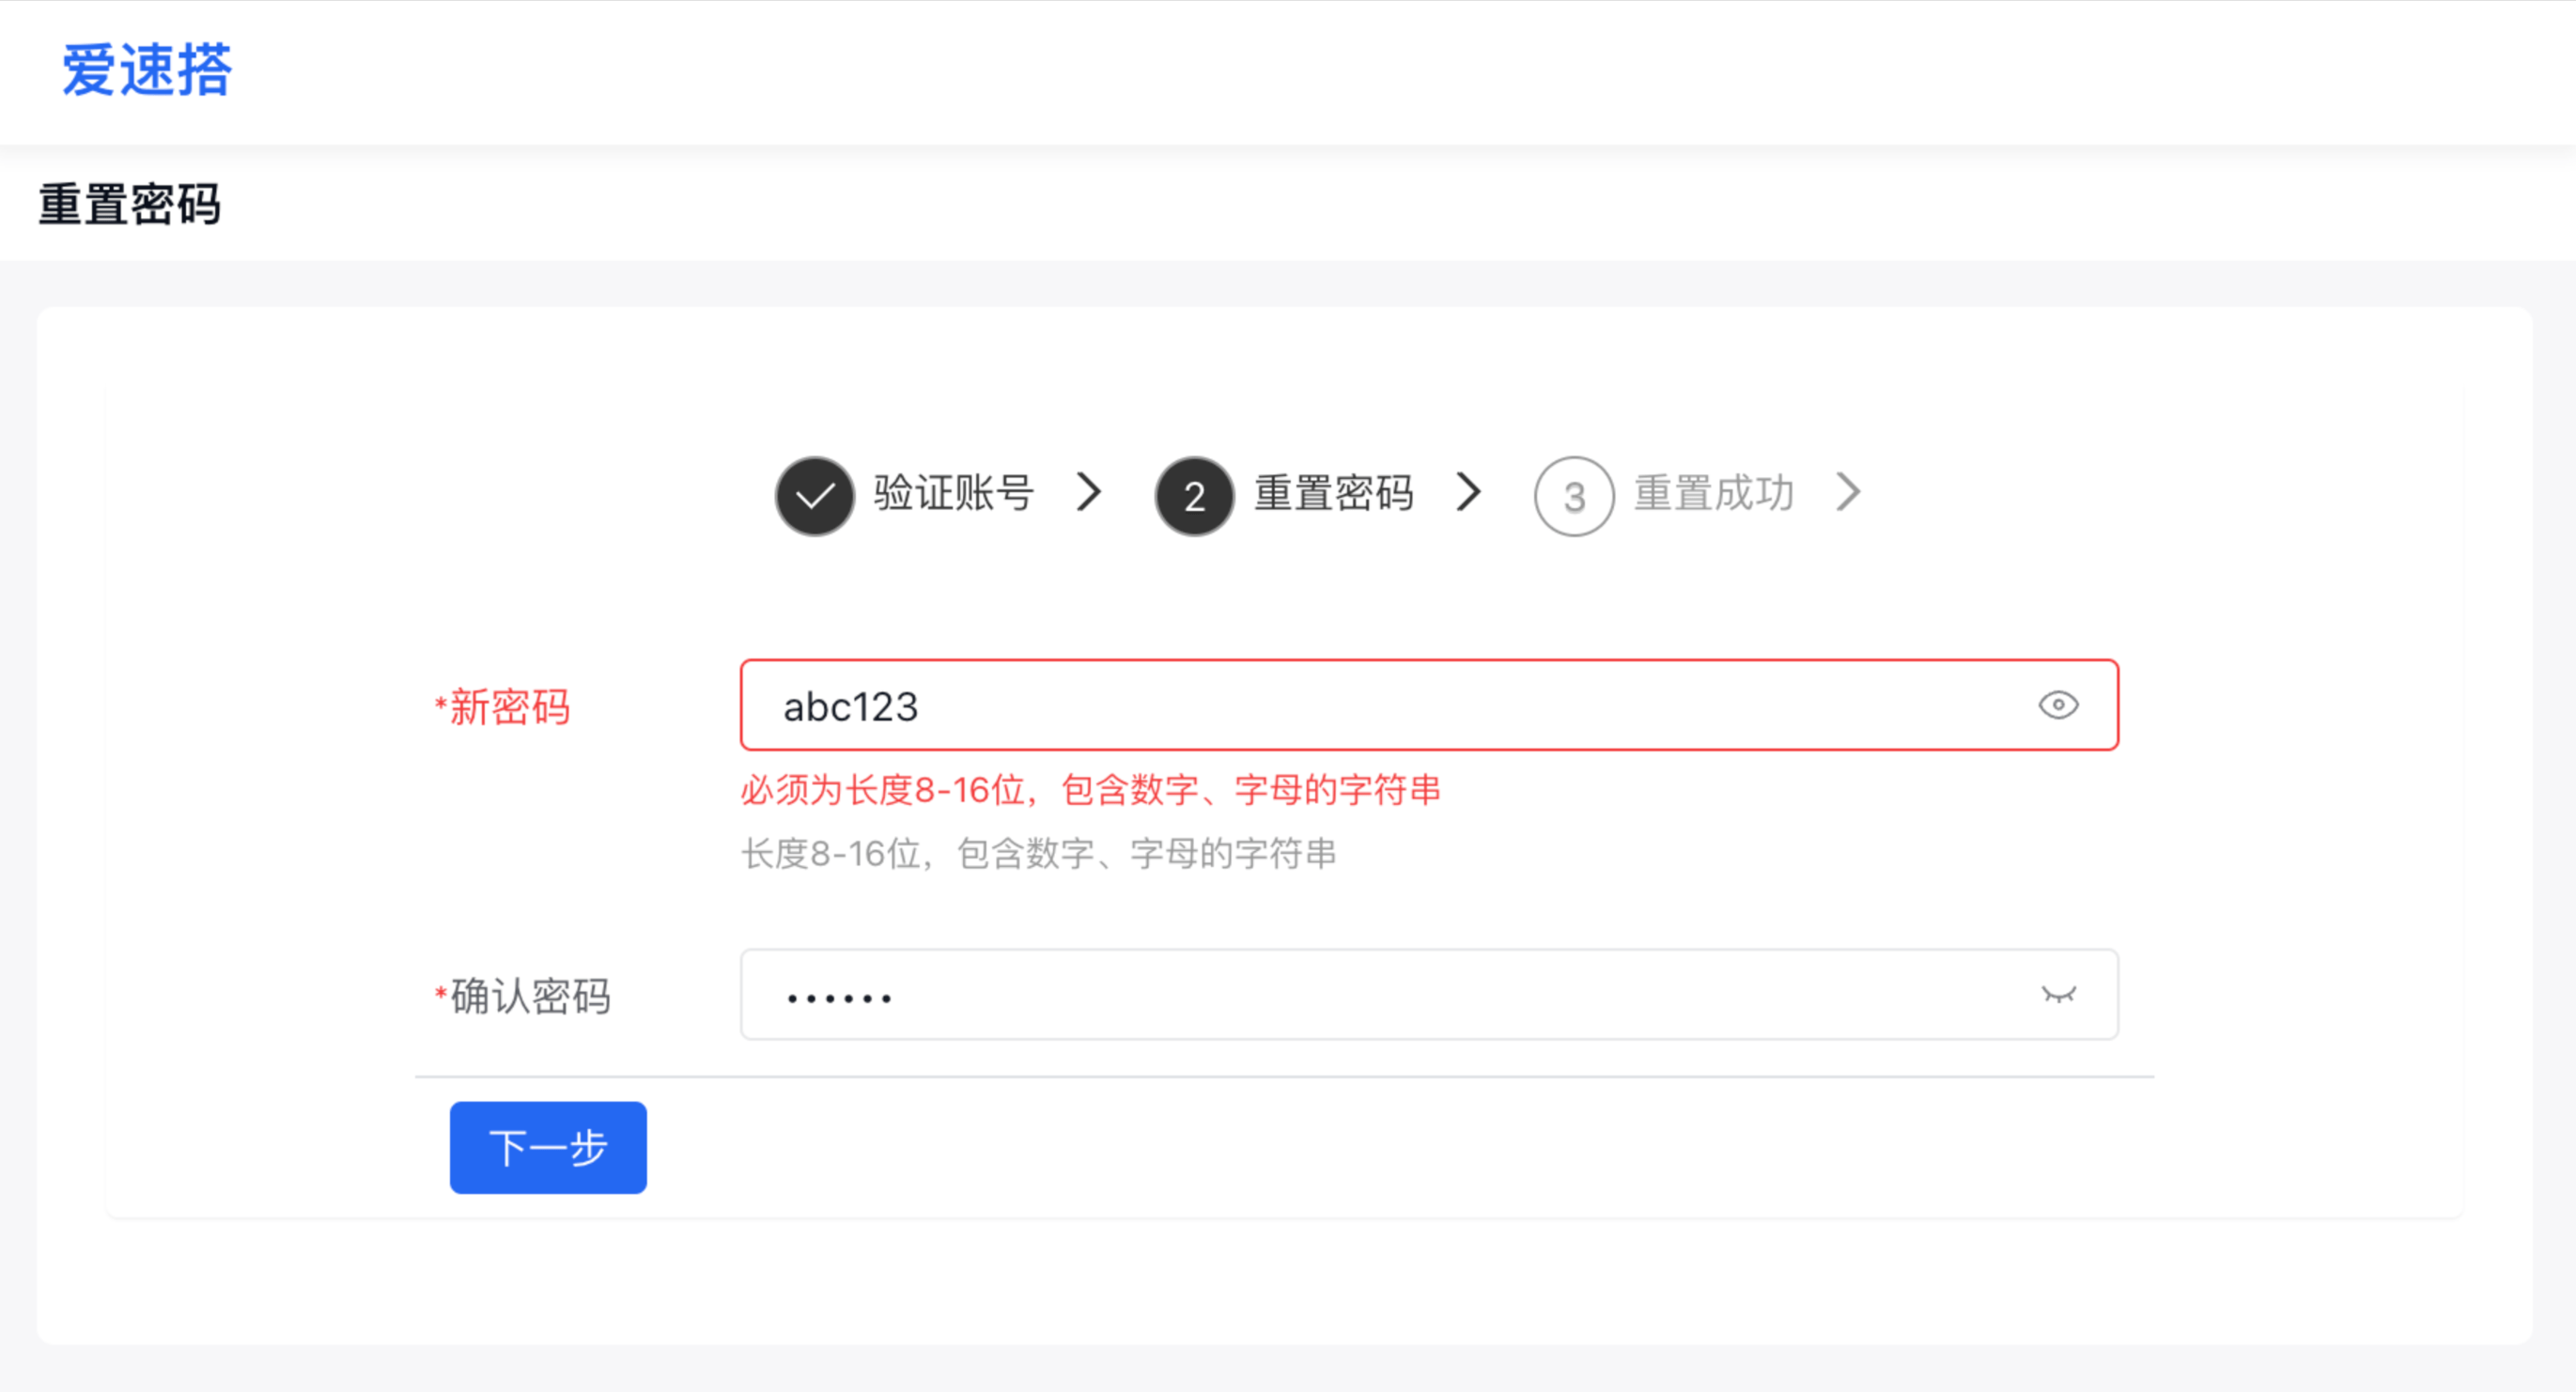 爱速搭
重置密码
验证账号 2 重置密码 3 重置成功
*新密码 abc123
必须为长度8-16位，包含数字、字母的字符串
长度8-16位，包含数字、字母的字符串
*确认密码 ••••••
下一步